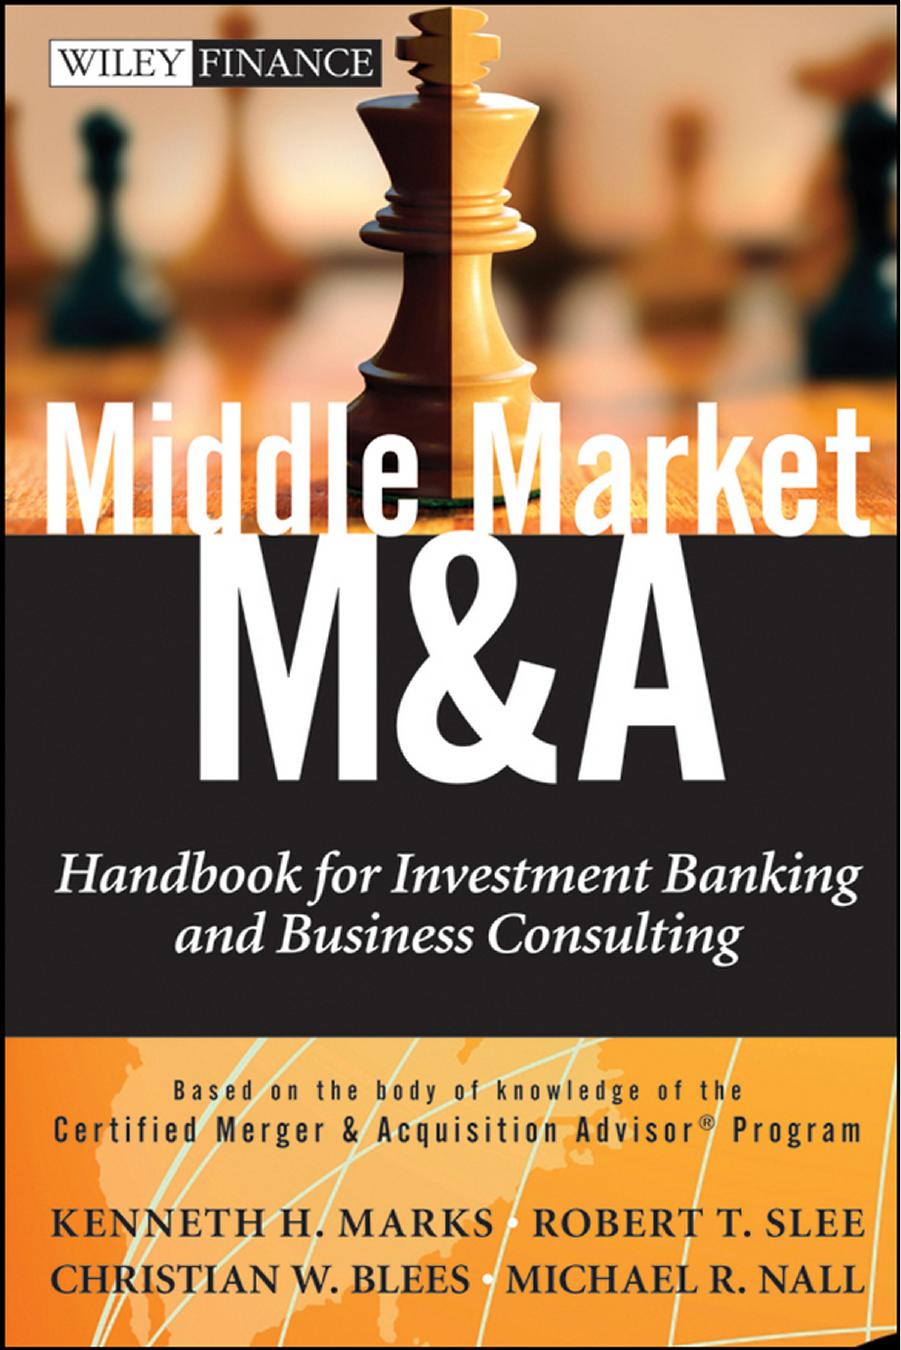 WILEY FINANCE
Middle Market
M&A
Handbook for Investment Banking
and Business Consulting
Based on the body of knowledge of the
Certified Merger & Acquisition Advisor® Program
KENNETH H. MARKS • ROBERT T. SLEE
CHRISTIAN W. BLEES • MICHAEL R. NALL